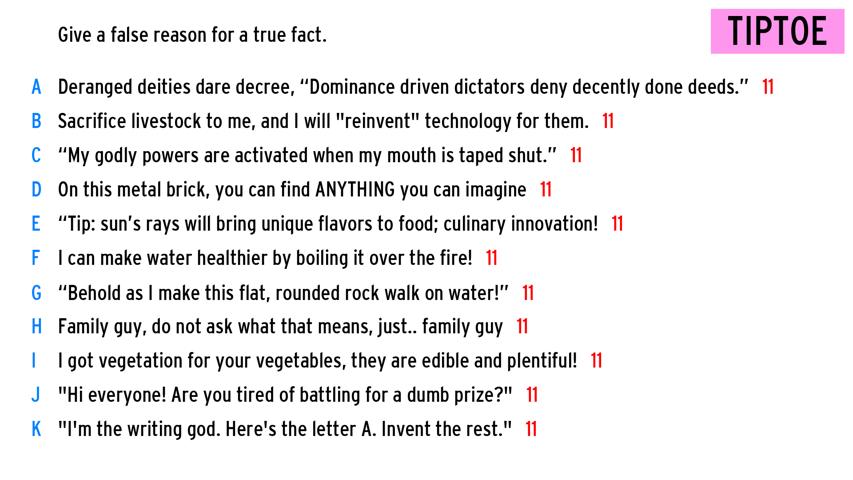 Give a false reason for a true fact.
TIPTOE
A Deranged deities dare decree, “Dominance driven dictators deny decently done deeds.” 11
B Sacrifice livestock to me, and I will "reinvent" technology for them. 11
C “My godly powers are activated when my mouth is taped shut.” 11
D On this metal brick, you can find ANYTHING you can imagine 11
E “Tip: sun’s rays will bring unique flavors to food; culinary innovation! 11
F I can make water healthier by boiling it over the fire! 11
G “Behold as I make this flat, rounded rock walk on water!” 11
H Family guy, do not ask what that means, just.. family guy 11
I I got vegetation for your vegetables, they are edible and plentiful! 11
J "Hi everyone! Are you tired of battling for a dumb prize?" 11
K "I'm the writing god. Here's the letter A. Invent the rest." 11